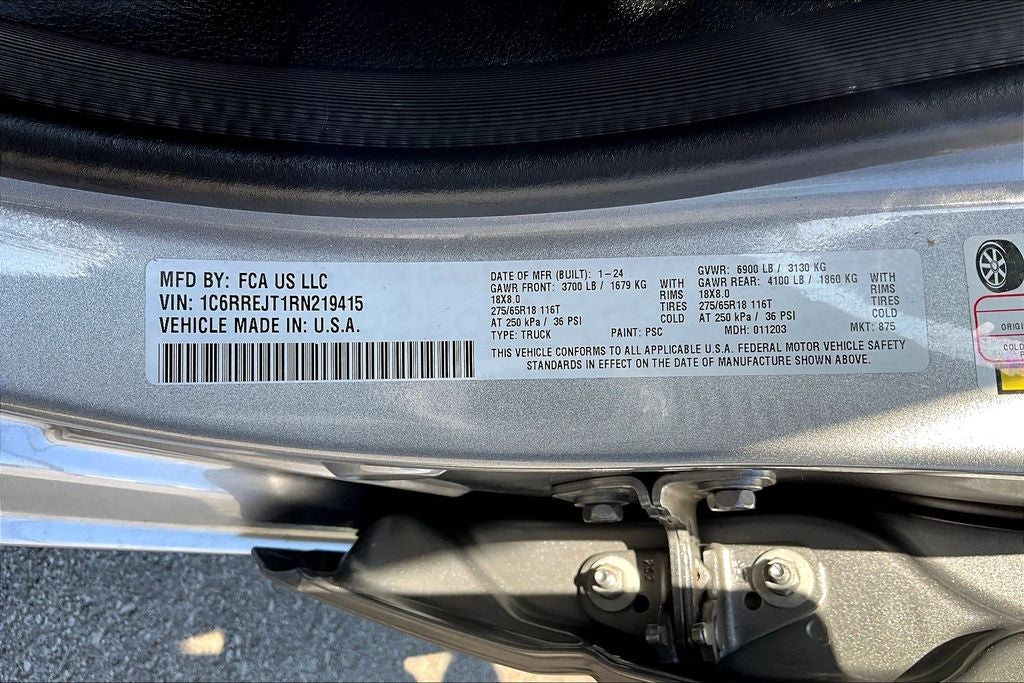 MFD BY: FCA US LLC
VIN: 1C6RREJT1RN219415
VEHICLE MADE IN: U.S.A.
DATE OF MFR (BUILT): 1-24
GAWR FRONT: 3700 LB / 1679 KG WITH
18X8.0 RIMS
275/65R18 116T TIRES
AT 250 kPa / 36 PSI COLD
TYPE: TRUCK PAINT: PSC
GVWR: 6900 LB / 3130 KG
GAWR REAR: 4100 LB / 1860 KG WITH
18X8.0 RIMS
275/65R18 116T TIRES
AT 250 kPa / 36 PSI COLD
MDH: 011203 MKT: 875
THIS VEHICLE CONFORMS TO ALL APPLICABLE U.S.A. FEDERAL MOTOR VEHICLE SAFETY
STANDARDS IN EFFECT ON THE DATE OF MANUFACTURE SHOWN ABOVE.
ORIGI
COLD